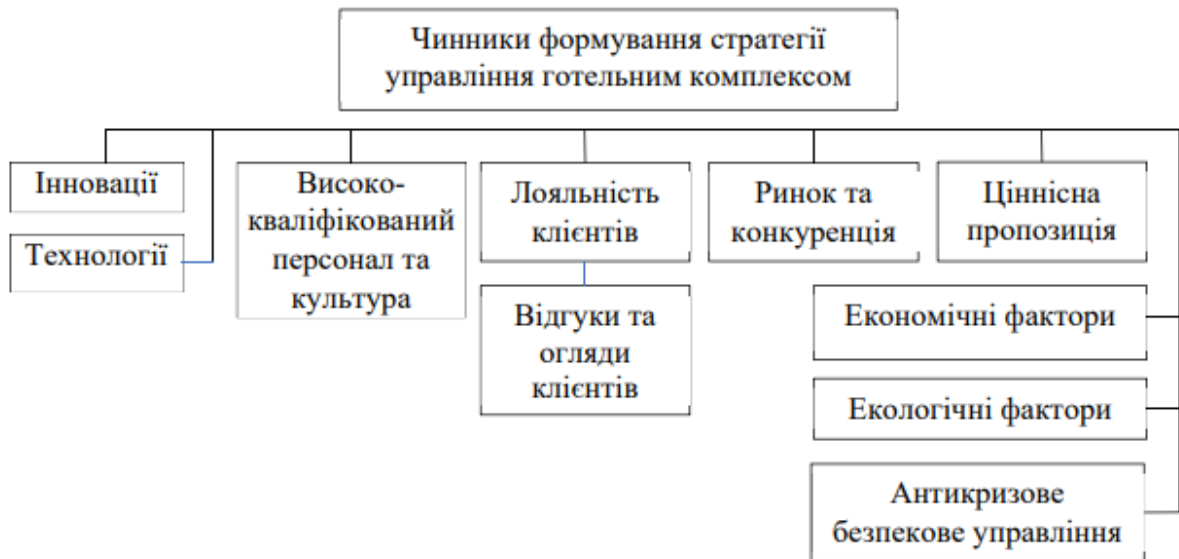 Чинники формування стратегії
управління готельним комплексом
Інновації
Технології
Високо-
кваліфікований
персонал та
культура
Лояльність
клієнтів
Відгуки та
огляди
клієнтів
Ринок та
конкуренція
Ціннісна
пропозиція
Економічні фактори
Екологічні фактори
Антикризове
безпекове управління